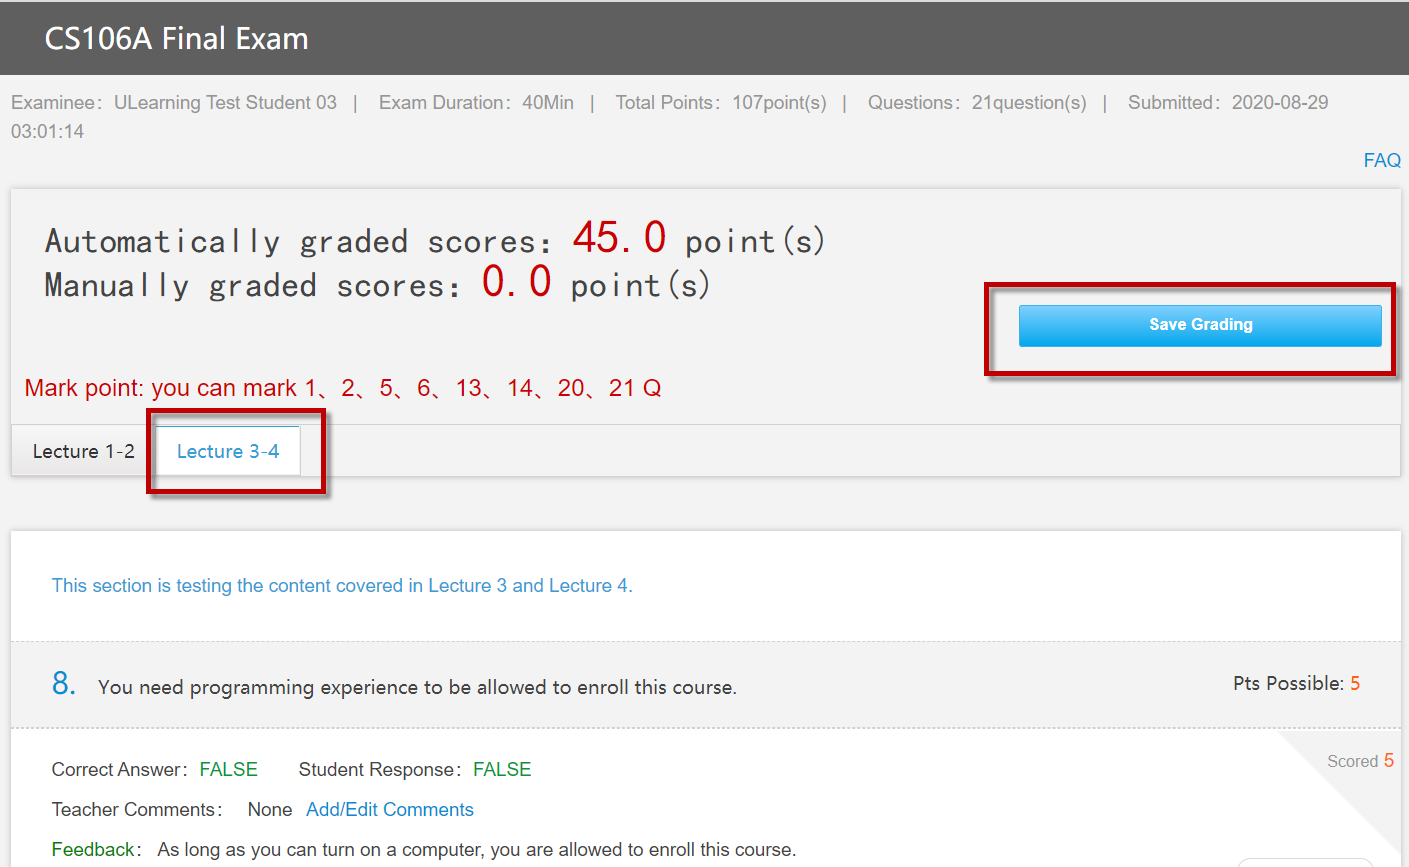 CS106A Final Exam
Examinee：ULearning Test Student 03 | Exam Duration：40Min | Total Points：107point(s) | Questions：21question(s) | Submitted：2020-08-29
03:01:14
FAQ
Automatically graded scores：45.0 point(s)
Manually graded scores：0.0 point(s)
Save Grading
Mark point: you can mark 1、2、5、6、13、14、20、21 Q
Lecture 1-2 Lecture 3-4
This section is testing the content covered in Lecture 3 and Lecture 4.
8. You need programming experience to be allowed to enroll this course. Pts Possible: 5
Scored 5
Correct Answer：FALSE Student Response：FALSE
Teacher Comments： None Add/Edit Comments
Feedback： As long as you can turn on a computer, you are allowed to enroll this course.